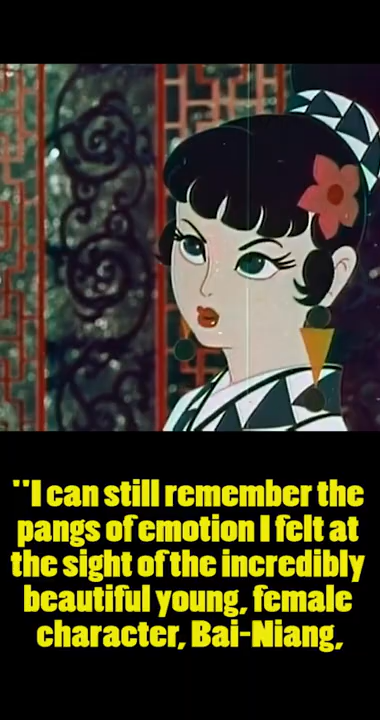 "I can still remember the
pangs of emotion I felt at
the sight of the incredibly
beautiful young, female
character, Bai-Niang,